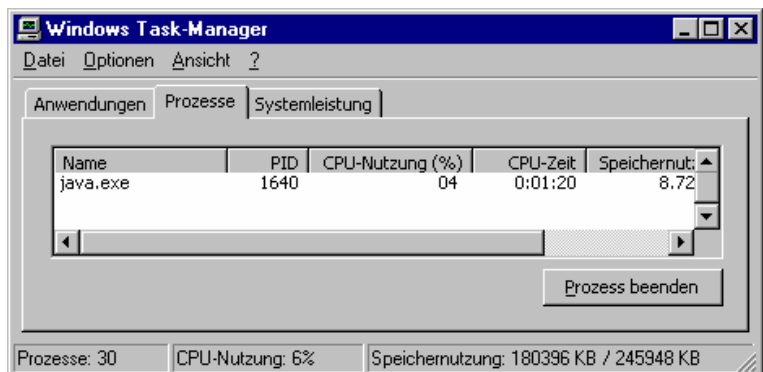 Windows Task-Manager
Datei Optionen Ansicht ?
Anwendungen Prozesse Systemleistung
Name PID CPU-Nutzung (%) CPU-Zeit Speichernut:
java.exe 1640 04 0:01:20 8.72
Prozess beenden
Prozesse: 30 CPU-Nutzung: 6% Speichernutzung: 180396 KB / 245948 KB